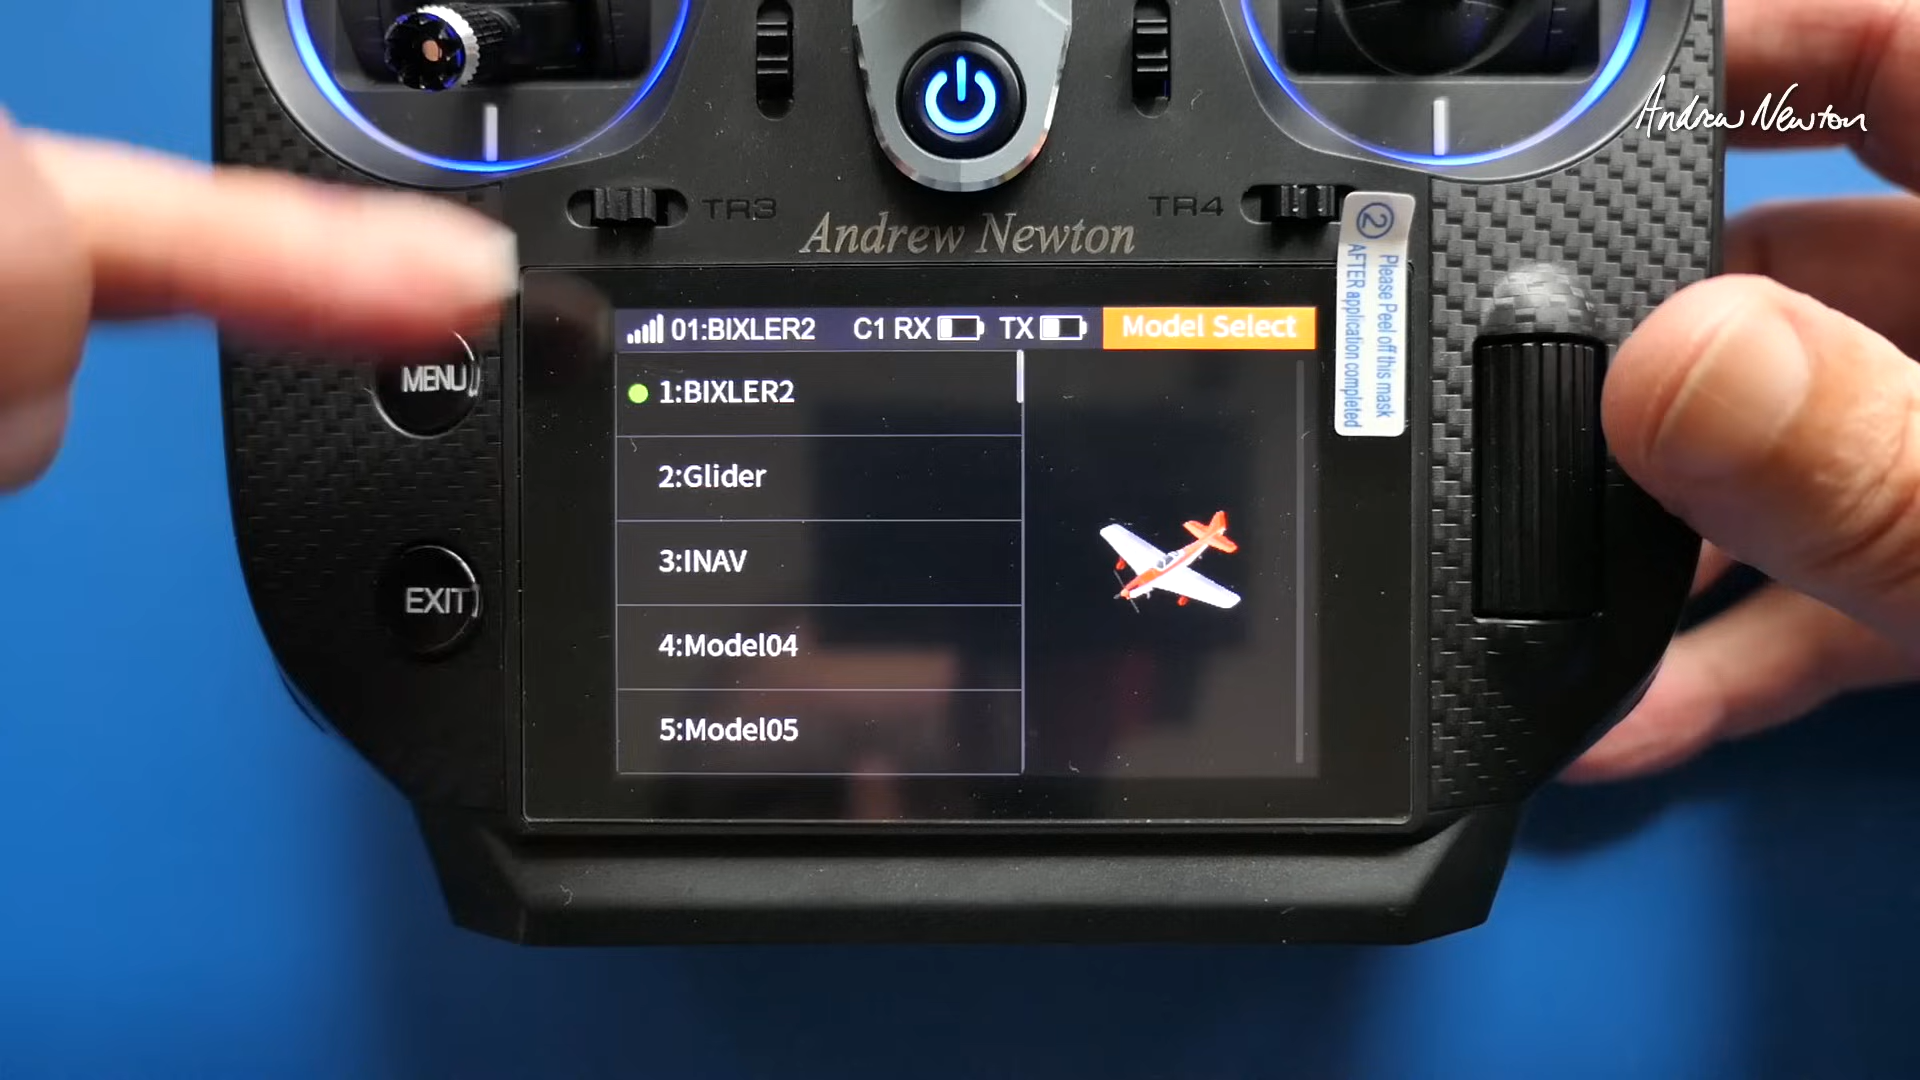 Andrew Newton
TR3
TR4
Andrew Newton
2
Please Peel off this mask
AFTER application completed
01:BIXLER2 C1 RX TX Model Select
MENU
1:BIXLER2
2:Glider
3:INAV
EXIT
4:Model04
5:Model05